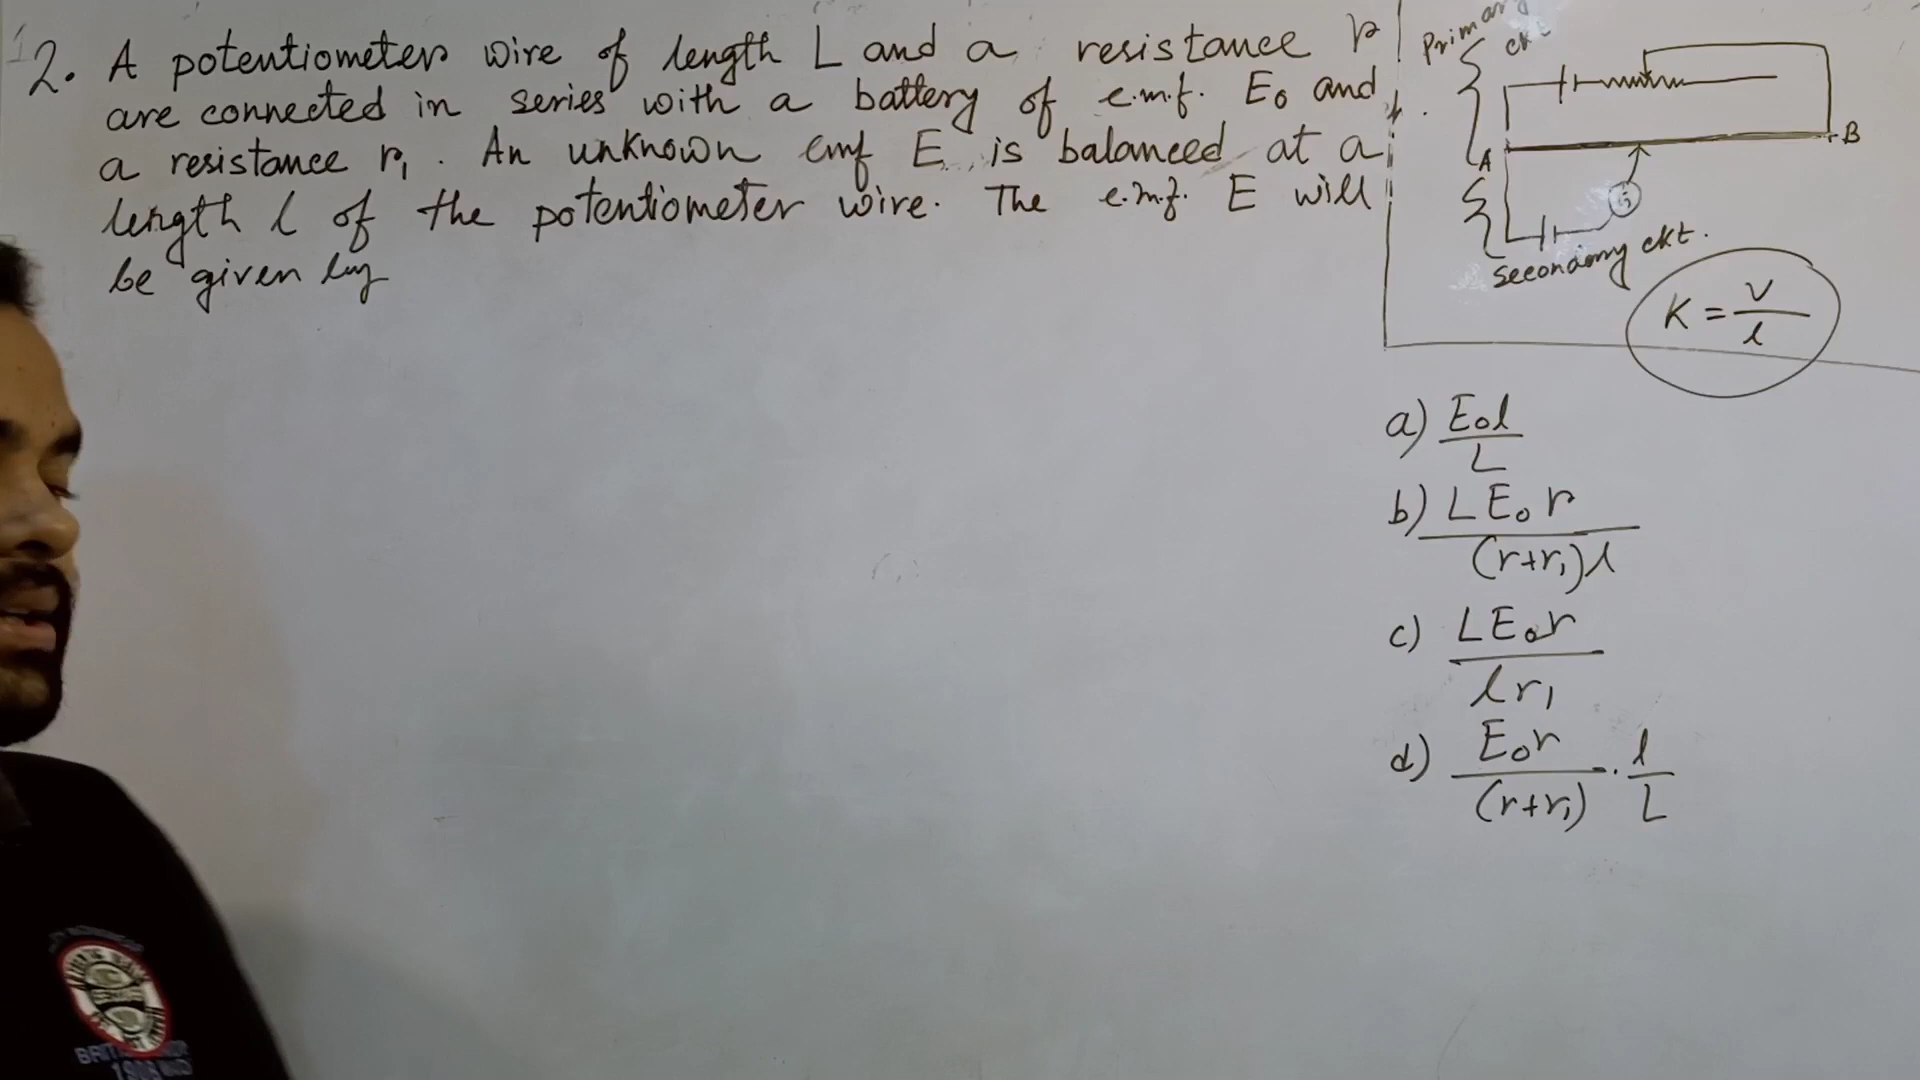 2. A potentiometer wire of length L and a resistance r
are connected in series with a battery of e.m.f. E₀ and
a resistance r₁. An unknown emf E is balanced at a
length l of the potentiometer wire. The e.m.f. E will
be given by
Primary ckt
A
B
G
Secondary ckt.
K = V/l
a) E₀l/L
b) LE₀r/(r+r₁)l
c) LE₀r/lr₁
d) E₀r/(r+r₁) . l/L